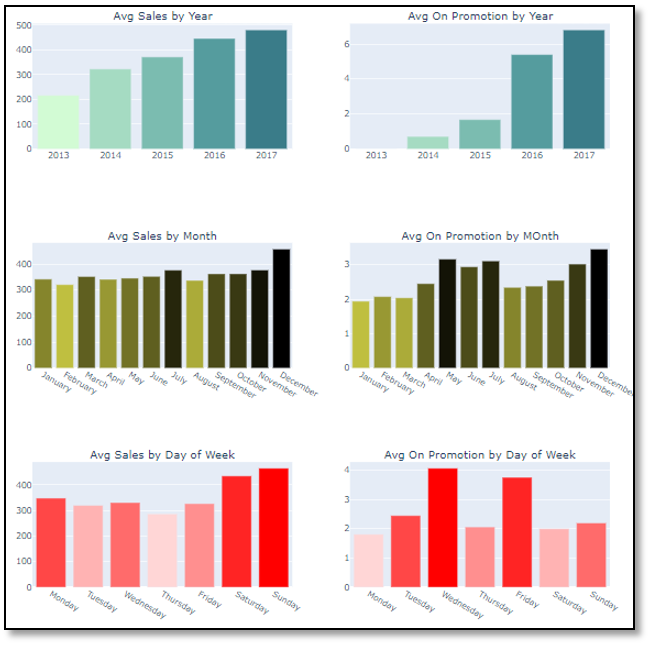 Avg Sales by Year
Avg On Promotion by Year
500
400
300
200
100
0
2013 2014 2015 2016 2017
6
4
2
0
2013 2014 2015 2016 2017
Avg Sales by Month
Avg On Promotion by MOnth
400
300
200
100
0
January February March April May June July August September October November December
3
2
1
0
January February March April May June July August September October November Decembe
Avg Sales by Day of Week
Avg On Promotion by Day of Week
400
300
200
100
0
Monday Tuesday Wednesday Thursday Friday Saturday Sunday
4
3
2
1
0
Monday Tuesday Wednesday Thursday Friday Saturday Sunday